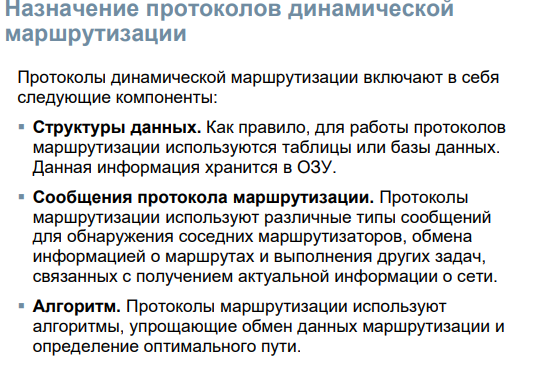 Назначение протоколов динамической
маршрутизации
Протоколы динамической маршрутизации включают в себя
следующие компоненты:
▪ Структуры данных. Как правило, для работы протоколов
маршрутизации используются таблицы или базы данных.
Данная информация хранится в ОЗУ.
▪ Сообщения протокола маршрутизации. Протоколы
маршрутизации используют различные типы сообщений
для обнаружения соседних маршрутизаторов, обмена
информацией о маршрутах и выполнения других задач,
связанных с получением актуальной информации о сети.
▪ Алгоритм. Протоколы маршрутизации используют
алгоритмы, упрощающие обмен данных маршрутизации и
определение оптимального пути.